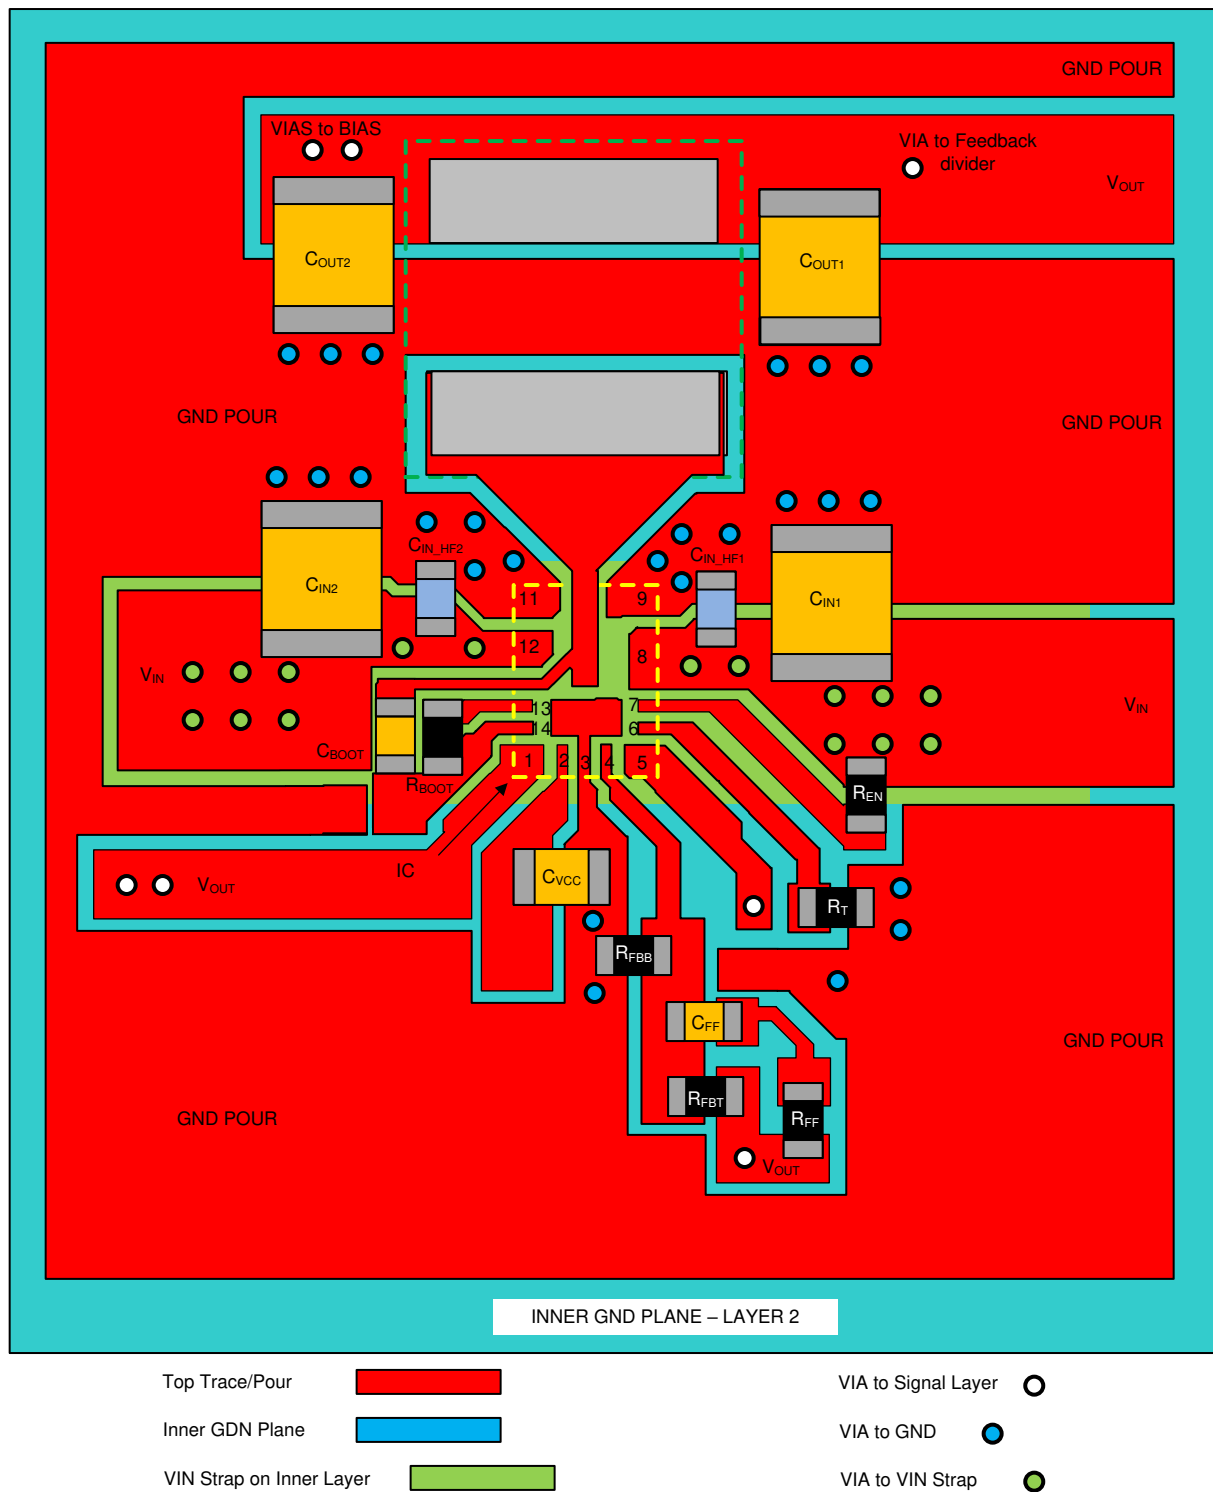 GND POUR
VIAS to BIAS
VIA to Feedback
divider
VOUT
COUT2
COUT1
GND POUR
GND POUR
CIN_HF2
CIN_HF1
CIN2
CIN1
11
9
12
8
VIN
VIN
13
7
14
6
CBOOT
1
2
3
4
5
RBOOT
REN
IC
VOUT
CVCC
RT
RFBB
CFF
GND POUR
RFBT
RFF
GND POUR
VOUT
INNER GND PLANE – LAYER 2
Top Trace/Pour
VIA to Signal Layer
Inner GDN Plane
VIA to GND
VIN Strap on Inner Layer
VIA to VIN Strap